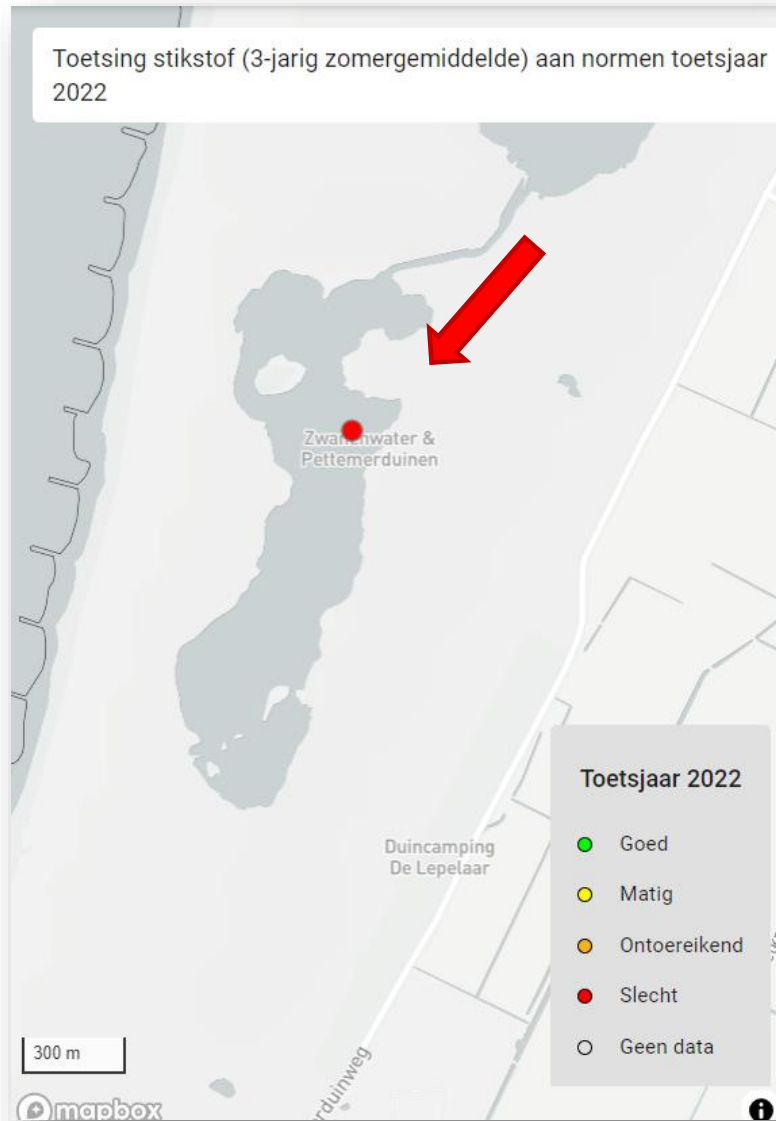 Toetsing stikstof (3-jarig zomergemiddelde) aan normen toetsjaar
2022
Zwanenwater &
Pettemerduinen
Toetsjaar 2022
Goed
Duincamping
De Lepelaar
Matig
Ontoereikend
Slecht
Geen data
300 m
erduinweg
mapbox